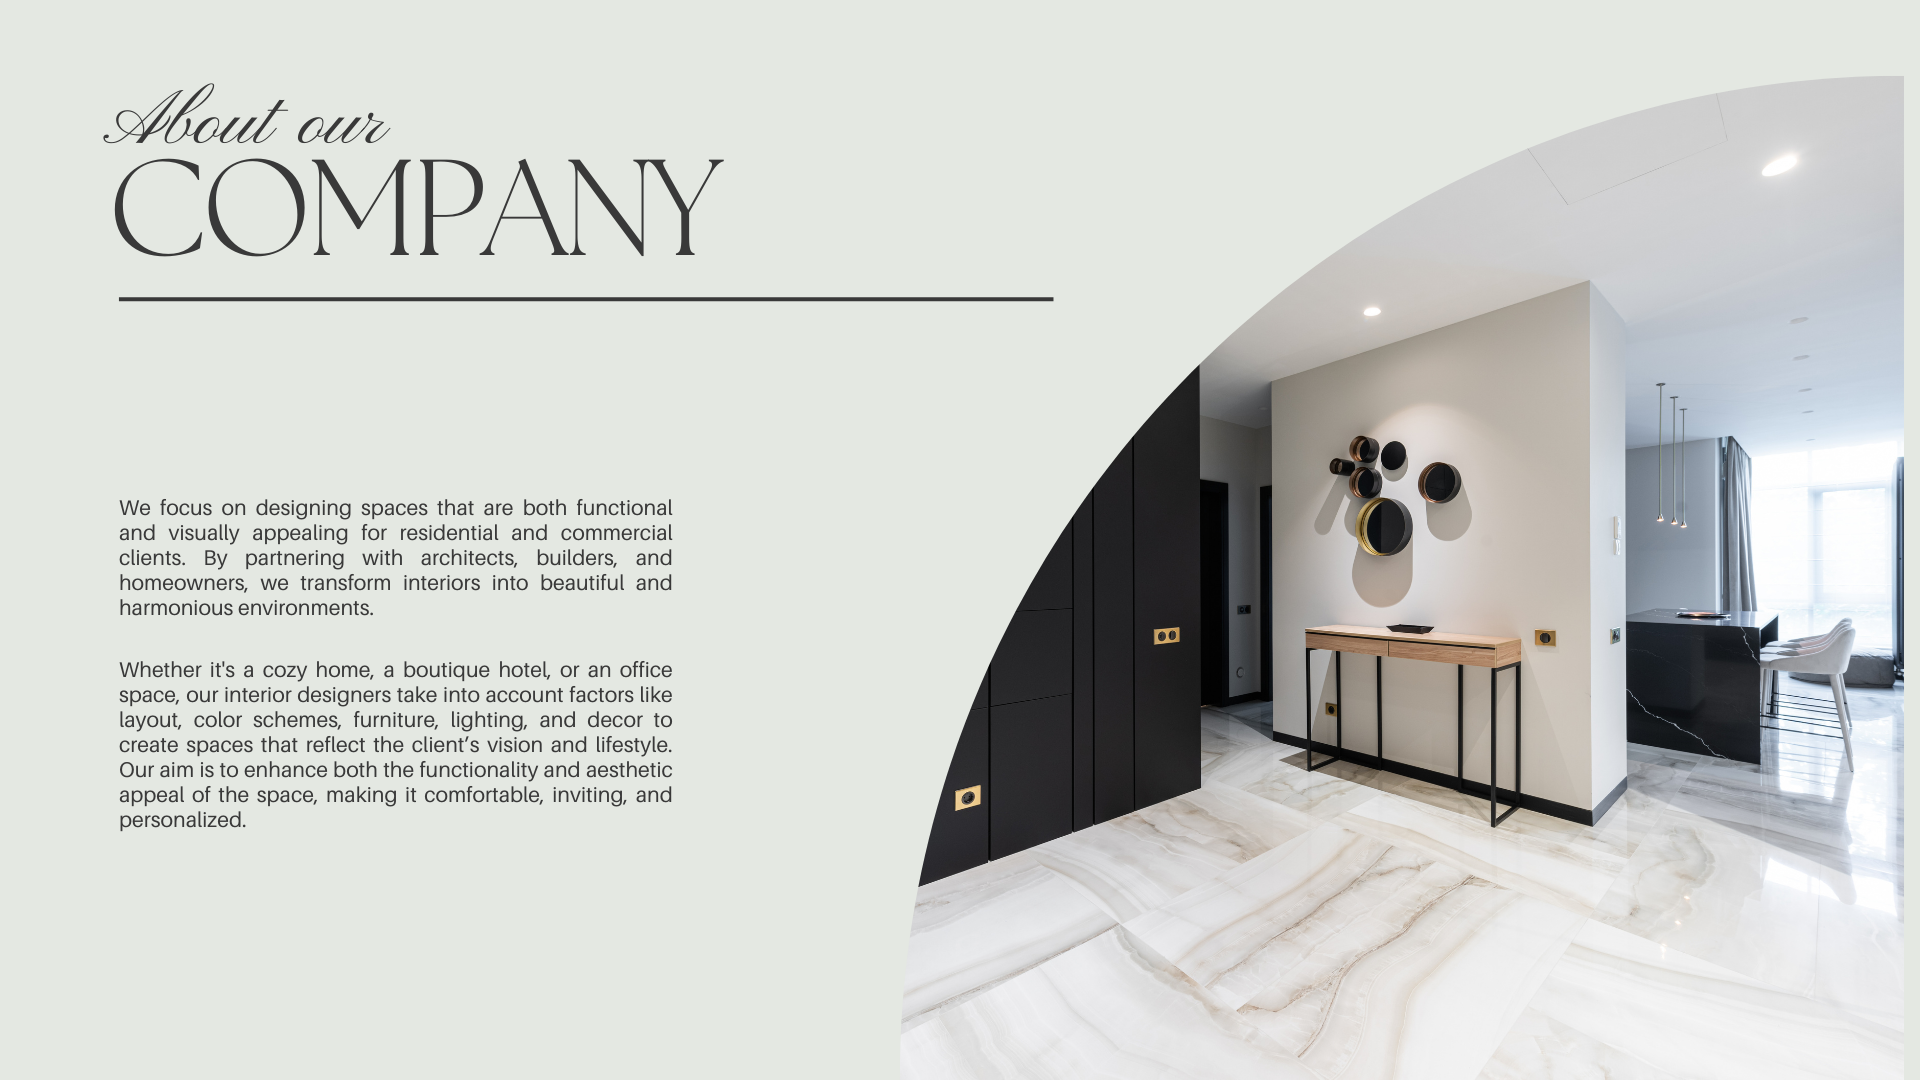 About our
COMPANY
We focus on designing spaces that are both functional
and visually appealing for residential and commercial
clients. By partnering with architects, builders, and
homeowners, we transform interiors into beautiful and
harmonious environments.
Whether it's a cozy home, a boutique hotel, or an office
space, our interior designers take into account factors like
layout, color schemes, furniture, lighting, and decor to
create spaces that reflect the client’s vision and lifestyle.
Our aim is to enhance both the functionality and aesthetic
appeal of the space, making it comfortable, inviting, and
personalized.